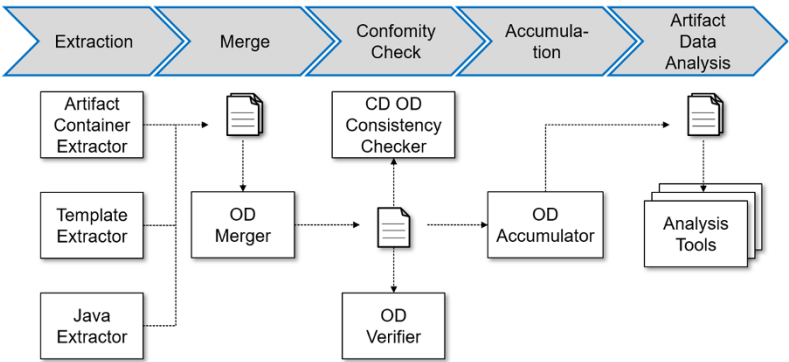 Extraction
Merge
Confomity
Check
Accumula-
tion
Artifact
Data
Analysis
Artifact
Container
Extractor
CD OD
Consistency
Checker
Template
Extractor
OD
Merger
OD
Accumulator
Analysis
Tools
Java
Extractor
OD
Verifier